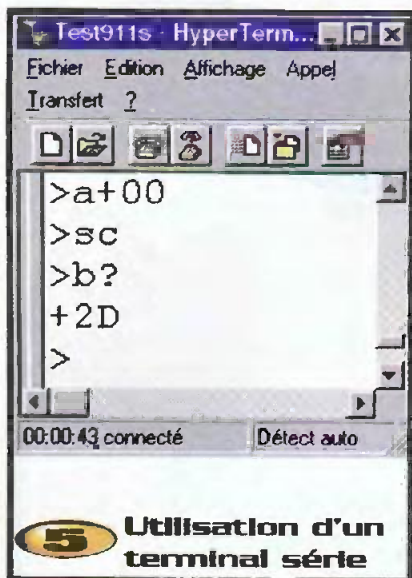 Test911s - HyperTerm...
Fichier Edition Affichage Appel
Transfert ?
>a+00
>sc
>b?
+2D
>
00:00:43 connecté Détect auto
5 Utilisation d'un
terminal série